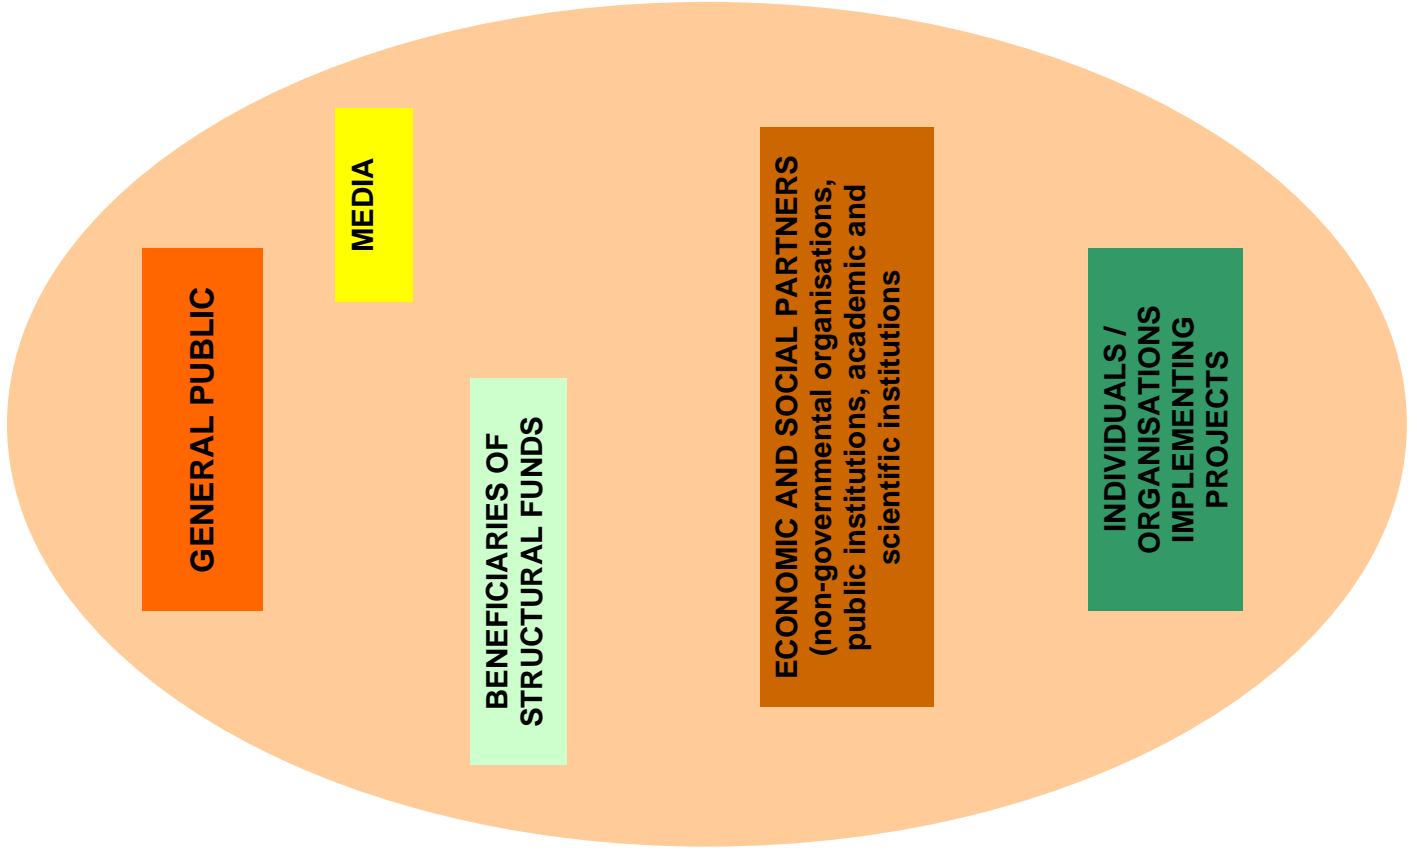 GENERAL PUBLIC
MEDIA
BENEFICIARIES OF
STRUCTURAL FUNDS
ECONOMIC AND SOCIAL PARTNERS
(non-governmental organisations,
public institutions, academic and
scientific institutions
INDIVIDUALS /
ORGANISATIONS
IMPLEMENTING
PROJECTS